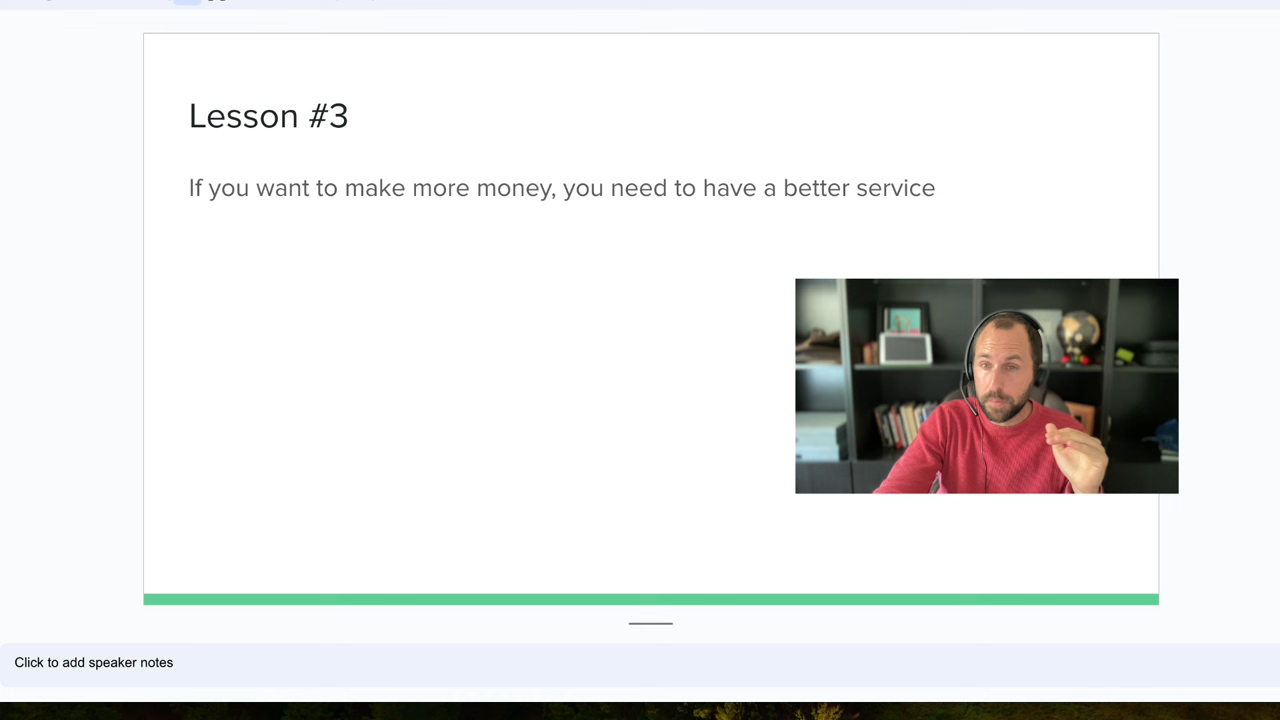 Lesson #3
If you want to make more money, you need to have a better service
Click to add speaker notes